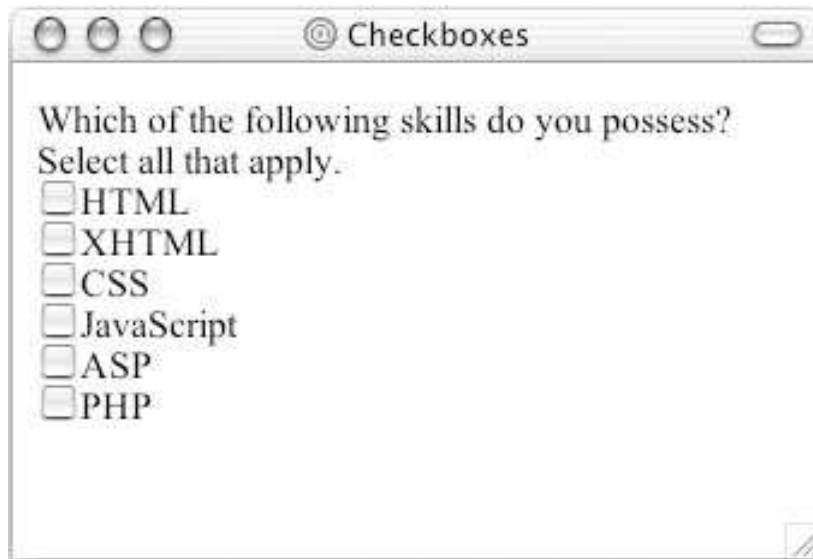 Checkboxes
Which of the following skills do you possess?
Select all that apply.
HTML
XHTML
CSS
JavaScript
ASP
PHP